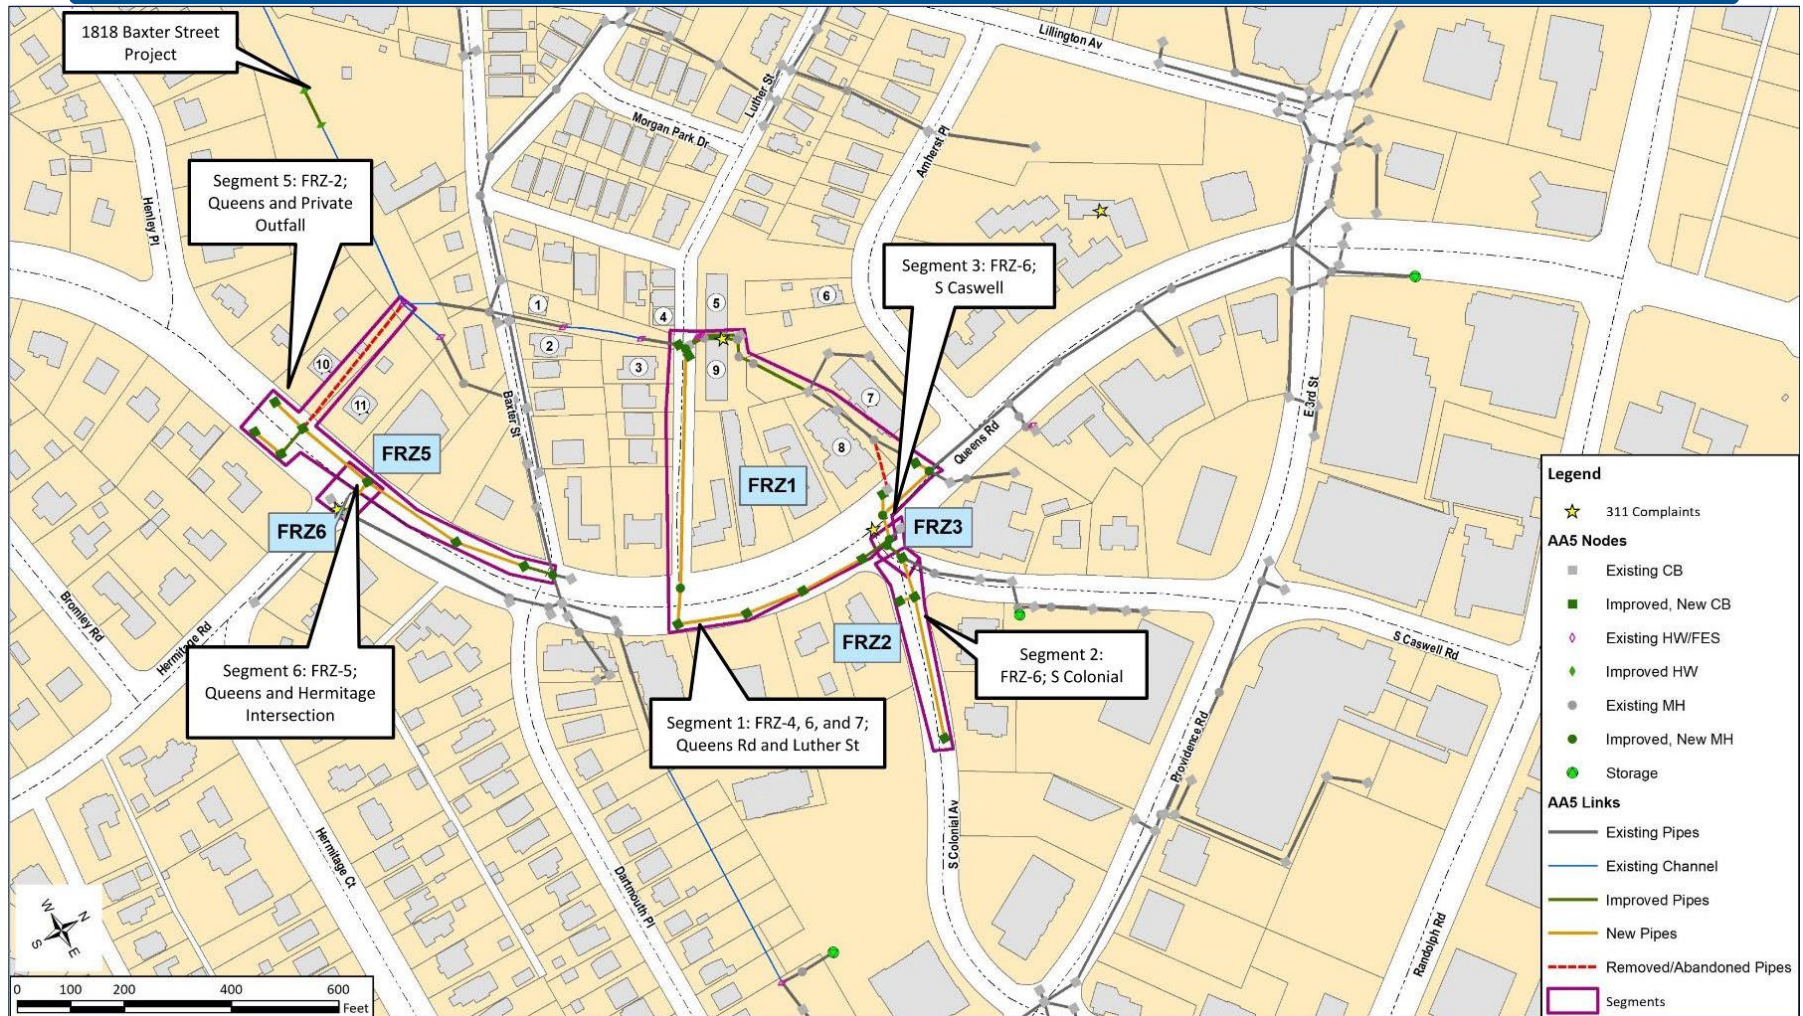 1818 Baxter Street
Project
Lillington Av
Luther St
Morgan Park Dr
Amherst Pl
Henley Pl
Segment 5: FRZ-2;
Queens and Private
Outfall
Segment 3: FRZ-6;
S Caswell
1
2
3
4
5
6
7
8
9
10
11
Baxter St
Queens Rd
E 3rd St
FRZ5
FRZ1
FRZ6
FRZ3
FRZ2
Bromley Rd
Hermitage Rd
S Caswell Rd
Segment 6: FRZ-5;
Queens and Hermitage
Intersection
Segment 2:
FRZ-6; S Colonial
Segment 1: FRZ-4, 6, and 7;
Queens Rd and Luther St
Providence Rd
S Colonial Av
Hermitage Ct
Dartmouth Pl
Randolph Rd
W
N
S
E
0 100 200 400 600
Feet
Legend
311 Complaints
AA5 Nodes
Existing CB
Improved, New CB
Existing HW/FES
Improved HW
Existing MH
Improved, New MH
Storage
AA5 Links
Existing Pipes
Existing Channel
Improved Pipes
New Pipes
Removed/Abandoned Pipes
Segments